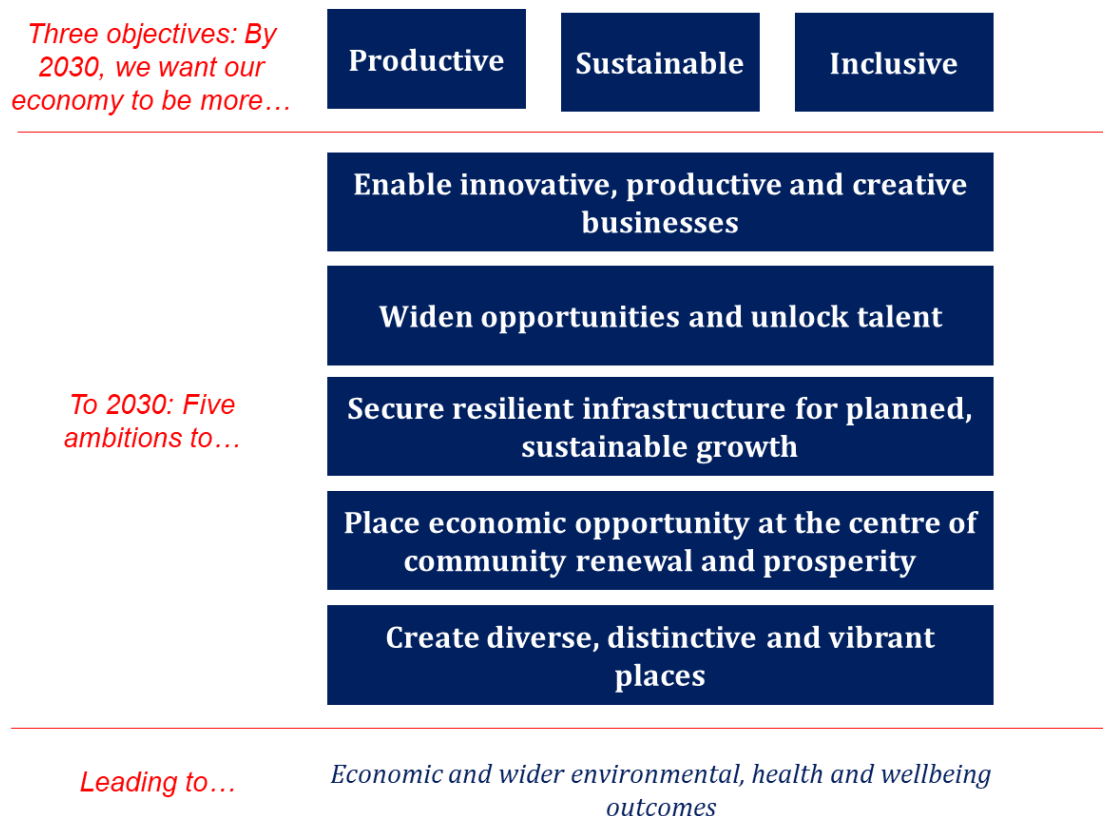 Three objectives: By
2030, we want our
economy to be more…
Productive
Sustainable
Inclusive
To 2030: Five
ambitions to…
Enable innovative, productive and creative
businesses
Widen opportunities and unlock talent
Secure resilient infrastructure for planned,
sustainable growth
Place economic opportunity at the centre of
community renewal and prosperity
Create diverse, distinctive and vibrant
places
Leading to…
Economic and wider environmental, health and wellbeing
outcomes